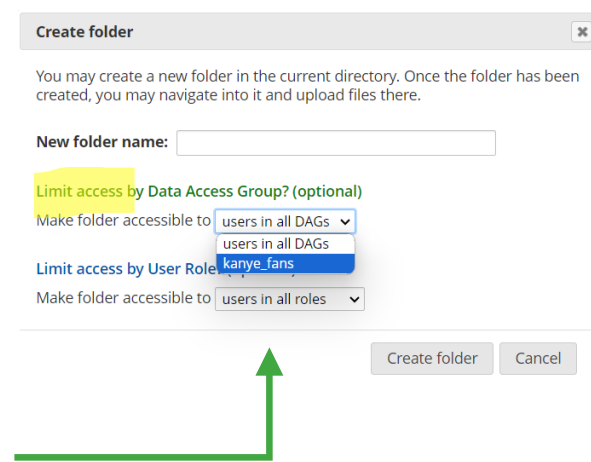 Create folder
You may create a new folder in the current directory. Once the folder has been
created, you may navigate into it and upload files there.
New folder name:
Limit access by Data Access Group? (optional)
Make folder accessible to users in all DAGs
users in all DAGs
kanye_fans
Limit access by User Role
Make folder accessible to users in all roles
Create folder Cancel